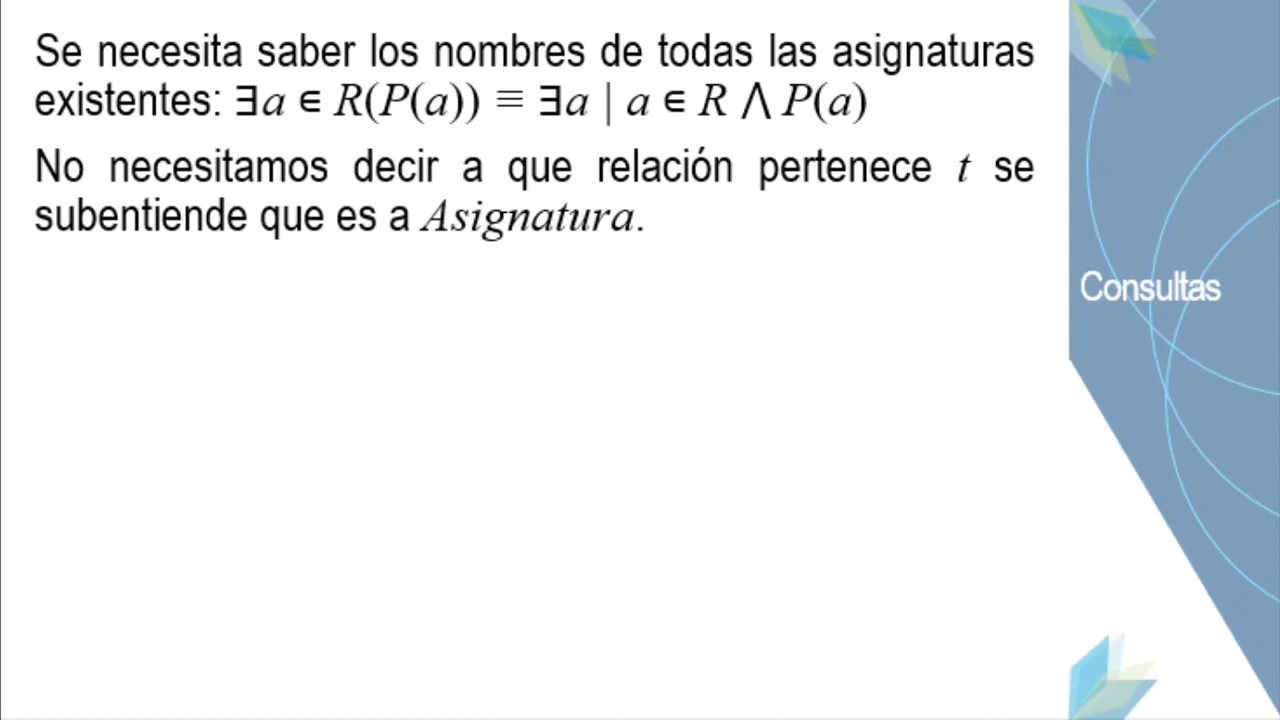 Se necesita saber los nombres de todas las asignaturas
existentes: ∃a ∈ R(P(a)) ≡ ∃a | a ∈ R ⋀ P(a)
No necesitamos decir a que relación pertenece t se
subentiende que es a Asignatura.
Consultas